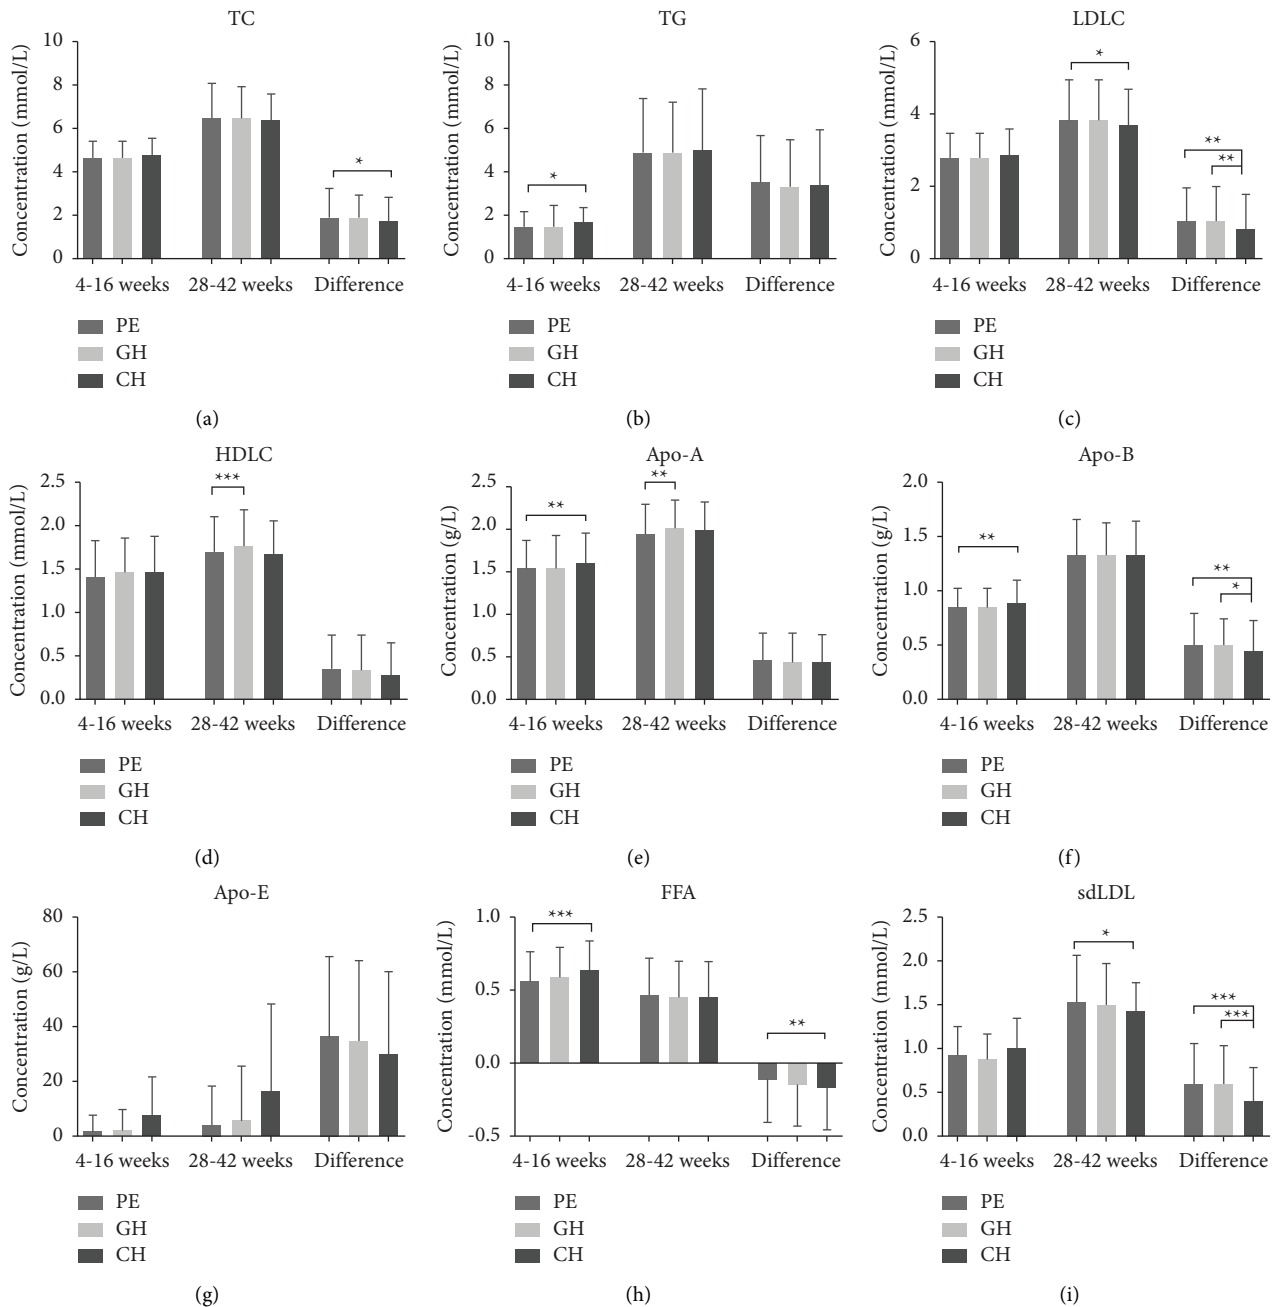 TC
Concentration (mmol/L)
10
8
6
4
2
0
*
4-16 weeks 28-42 weeks Difference
PE
GH
CH
(a)
TG
Concentration (mmol/L)
10
8
6
4
2
0
*
4-16 weeks 28-42 weeks Difference
PE
GH
CH
(b)
LDLC
Concentration (mmol/L)
6
4
2
0
*
**
**
4-16 weeks 28-42 weeks Difference
PE
GH
CH
(c)
HDLC
Concentration (mmol/L)
2.5
2.0
1.5
1.0
0.5
0.0
***
4-16 weeks 28-42 weeks Difference
PE
GH
CH
(d)
Apo-A
Concentration (g/L)
2.5
2.0
1.5
1.0
0.5
0.0
**
**
4-16 weeks 28-42 weeks Difference
PE
GH
CH
(e)
Apo-B
Concentration (g/L)
2.0
1.5
1.0
0.5
0.0
**
**
*
4-16 weeks 28-42 weeks Difference
PE
GH
CH
(f)
Apo-E
Concentration (g/L)
80
60
40
20
0
4-16 weeks 28-42 weeks Difference
PE
GH
CH
(g)
FFA
Concentration (mmol/L)
1.0
0.5
0.0
-0.5
***
**
4-16 weeks 28-42 weeks Difference
PE
GH
CH
(h)
sdLDL
Concentration (mmol/L)
2.5
2.0
1.5
1.0
0.5
0.0
*
***
***
4-16 weeks 28-42 weeks Difference
PE
GH
CH
(i)